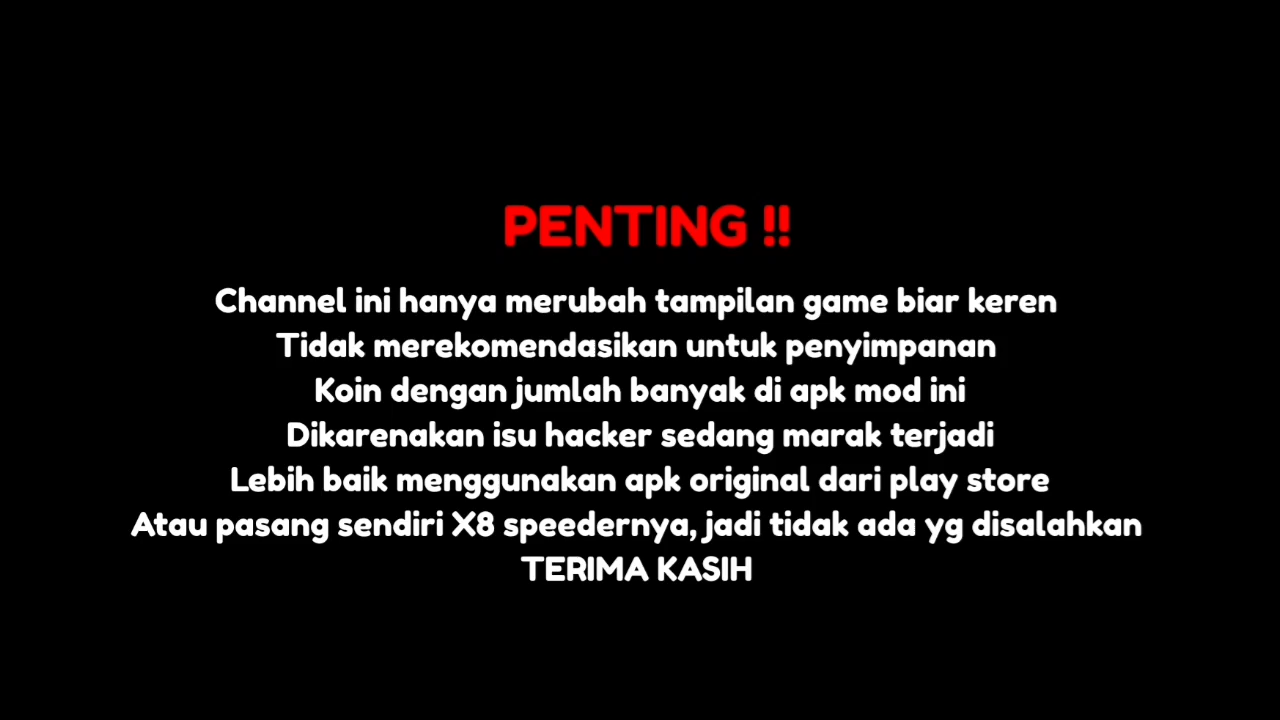 PENTING !!
Channel ini hanya merubah tampilan game biar keren
Tidak merekomendasikan untuk penyimpanan
Koin dengan jumlah banyak di apk mod ini
Dikarenakan isu hacker sedang marak terjadi
Lebih baik menggunakan apk original dari play store
Atau pasang sendiri X8 speedernya, jadi tidak ada yg disalahkan
TERIMA KASIH